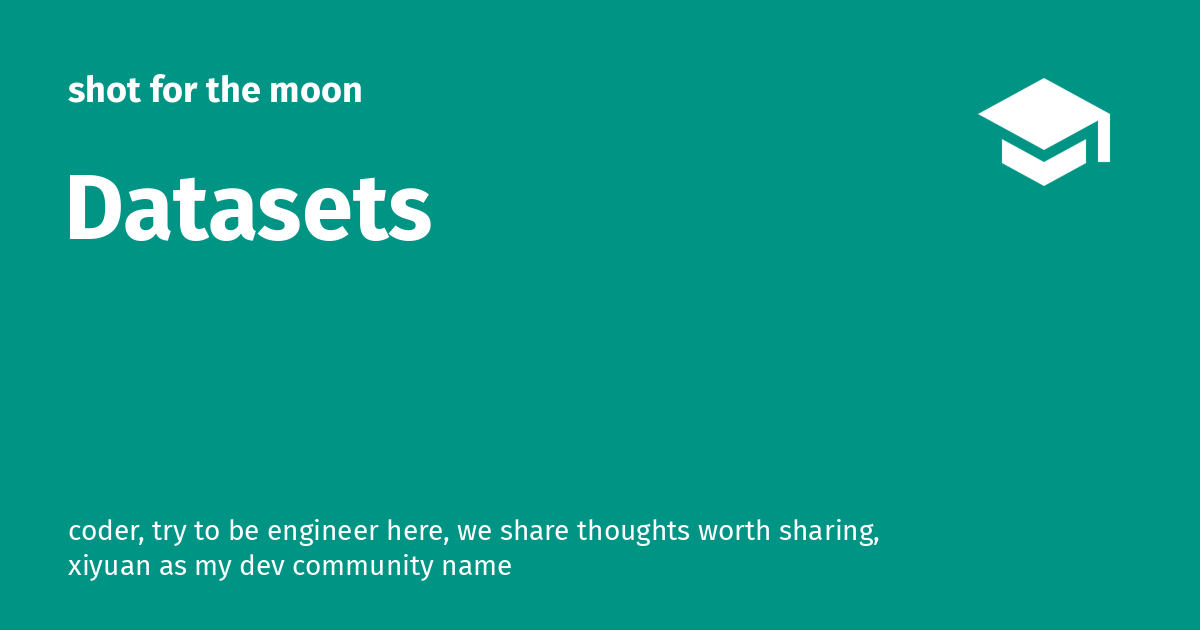 shot for the moon
Datasets
coder, try to be engineer here, we share thoughts worth sharing,
xiyuan as my dev community name